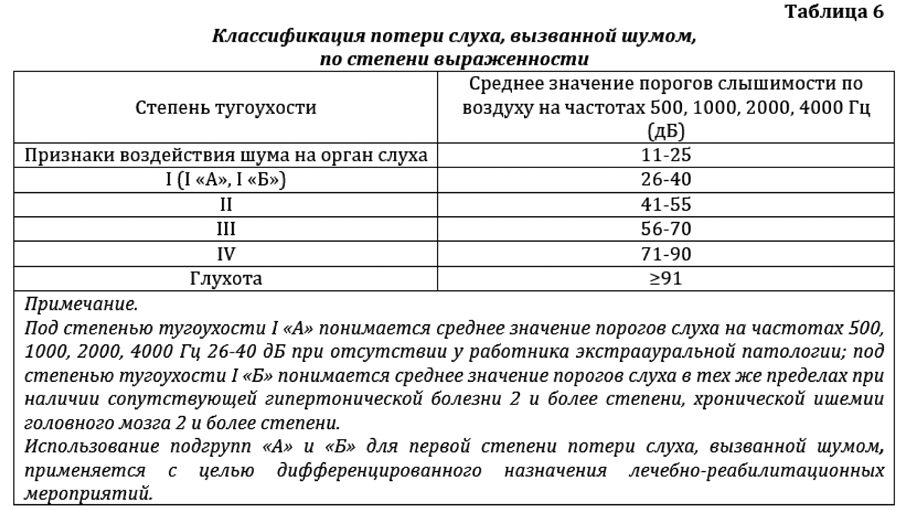 Таблица 6
Классификация потери слуха, вызванной шумом,
по степени выраженности
Степень тугоухости
Среднее значение порогов слышимости по
воздуху на частотах 500, 1000, 2000, 4000 Гц
(дБ)
Признаки воздействия шума на орган слуха 11-25
I (I «А», I «Б») 26-40
II 41-55
III 56-70
IV 71-90
Глухота ≥91
Примечание.
Под степенью тугоухости I «А» понимается среднее значение порогов слуха на частотах 500,
1000, 2000, 4000 Гц 26-40 дБ при отсутствии у работника экстраауральной патологии; под
степенью тугоухости I «Б» понимается среднее значение порогов слуха в тех же пределах при
наличии сопутствующей гипертонической болезни 2 и более степени, хронической ишемии
головного мозга 2 и более степени.
Использование подгрупп «А» и «Б» для первой степени потери слуха, вызванной шумом,
применяется с целью дифференцированного назначения лечебно-реабилитационных
мероприятий.